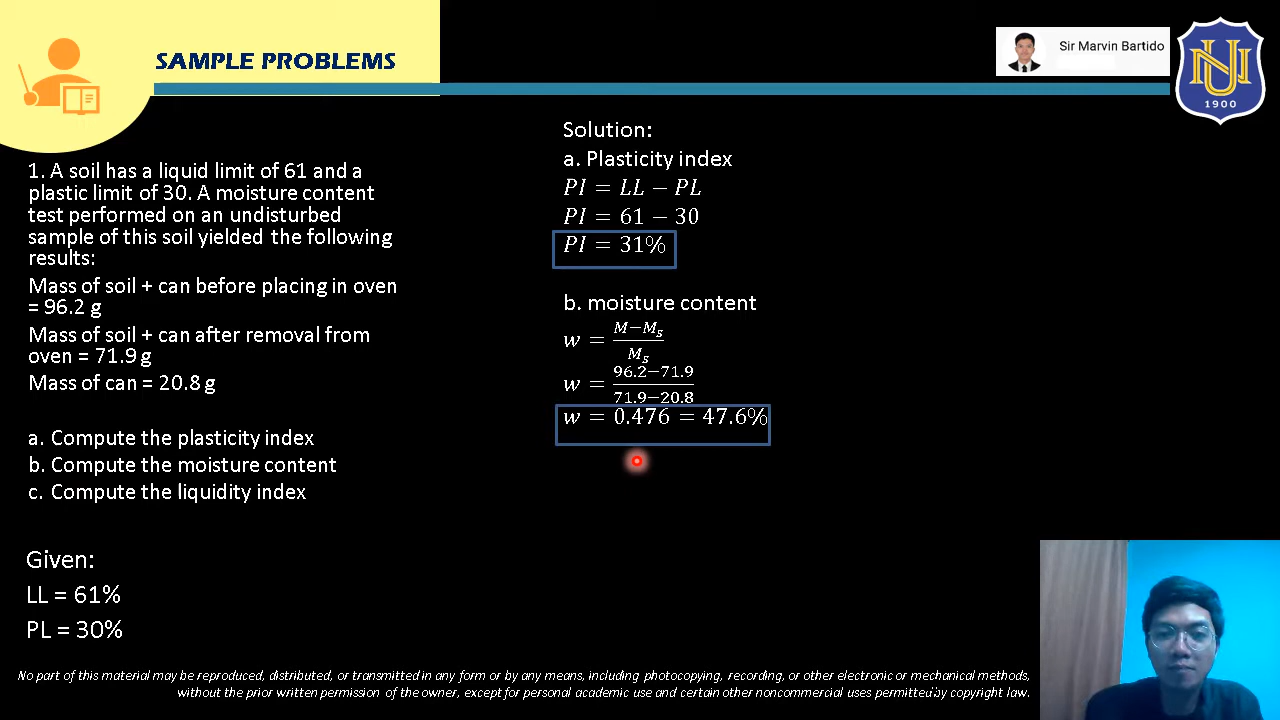 SAMPLE PROBLEMS
Sir Marvin Bartido
NU
1900
1. A soil has a liquid limit of 61 and a
plastic limit of 30. A moisture content
test performed on an undisturbed
sample of this soil yielded the following
results:
Mass of soil + can before placing in oven
= 96.2 g
Mass of soil + can after removal from
oven = 71.9 g
Mass of can = 20.8 g
a. Compute the plasticity index
b. Compute the moisture content
c. Compute the liquidity index
Given:
LL = 61%
PL = 30%
Solution:
a. Plasticity index
PI = LL − PL
PI = 61 − 30
PI = 31%
b. moisture content
w = \frac{M−M_S}{M_S}
w = \frac{96.2−71.9}{71.9−20.8}
w = 0.476 = 47.6%
No part of this material may be reproduced, distributed, or transmitted in any form or by any means, including photocopying, recording, or other electronic or mechanical methods,
without the prior written permission of the owner, except for personal academic use and certain other noncommercial uses permitted by copyright law.